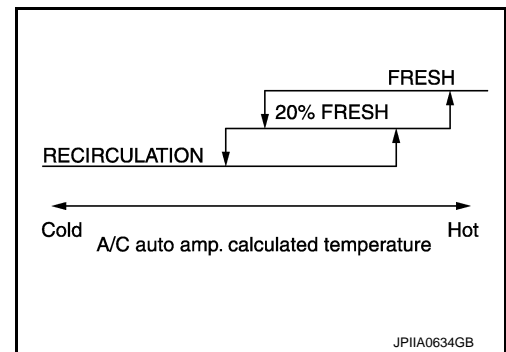 FRESH
20% FRESH
RECIRCULATION
Cold
Hot
A/C auto amp. calculated temperature
JPIIA0634GB